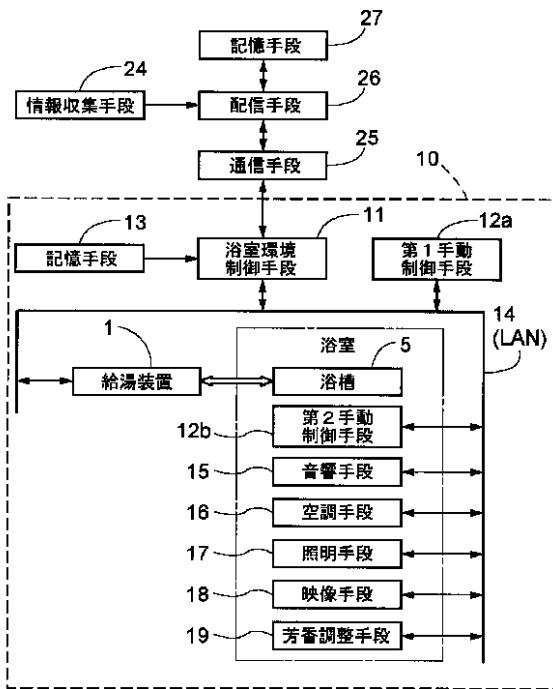 27
記憶手段
24
26
情報収集手段
配信手段
25
通信手段
10
13
11
12a
記憶手段
浴室環境
制御手段
第1手動
制御手段
14
(LAN)
1
浴室
5
給湯装置
浴槽
12b
第2手動
制御手段
15
音響手段
16
空調手段
17
照明手段
18
映像手段
19
芳香調整手段